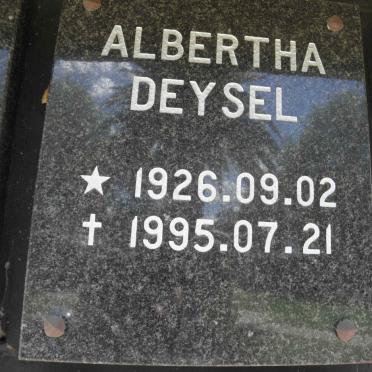 ALBERTHA
DEYSEL
★ 1926.09.02
✝ 1995.07.21